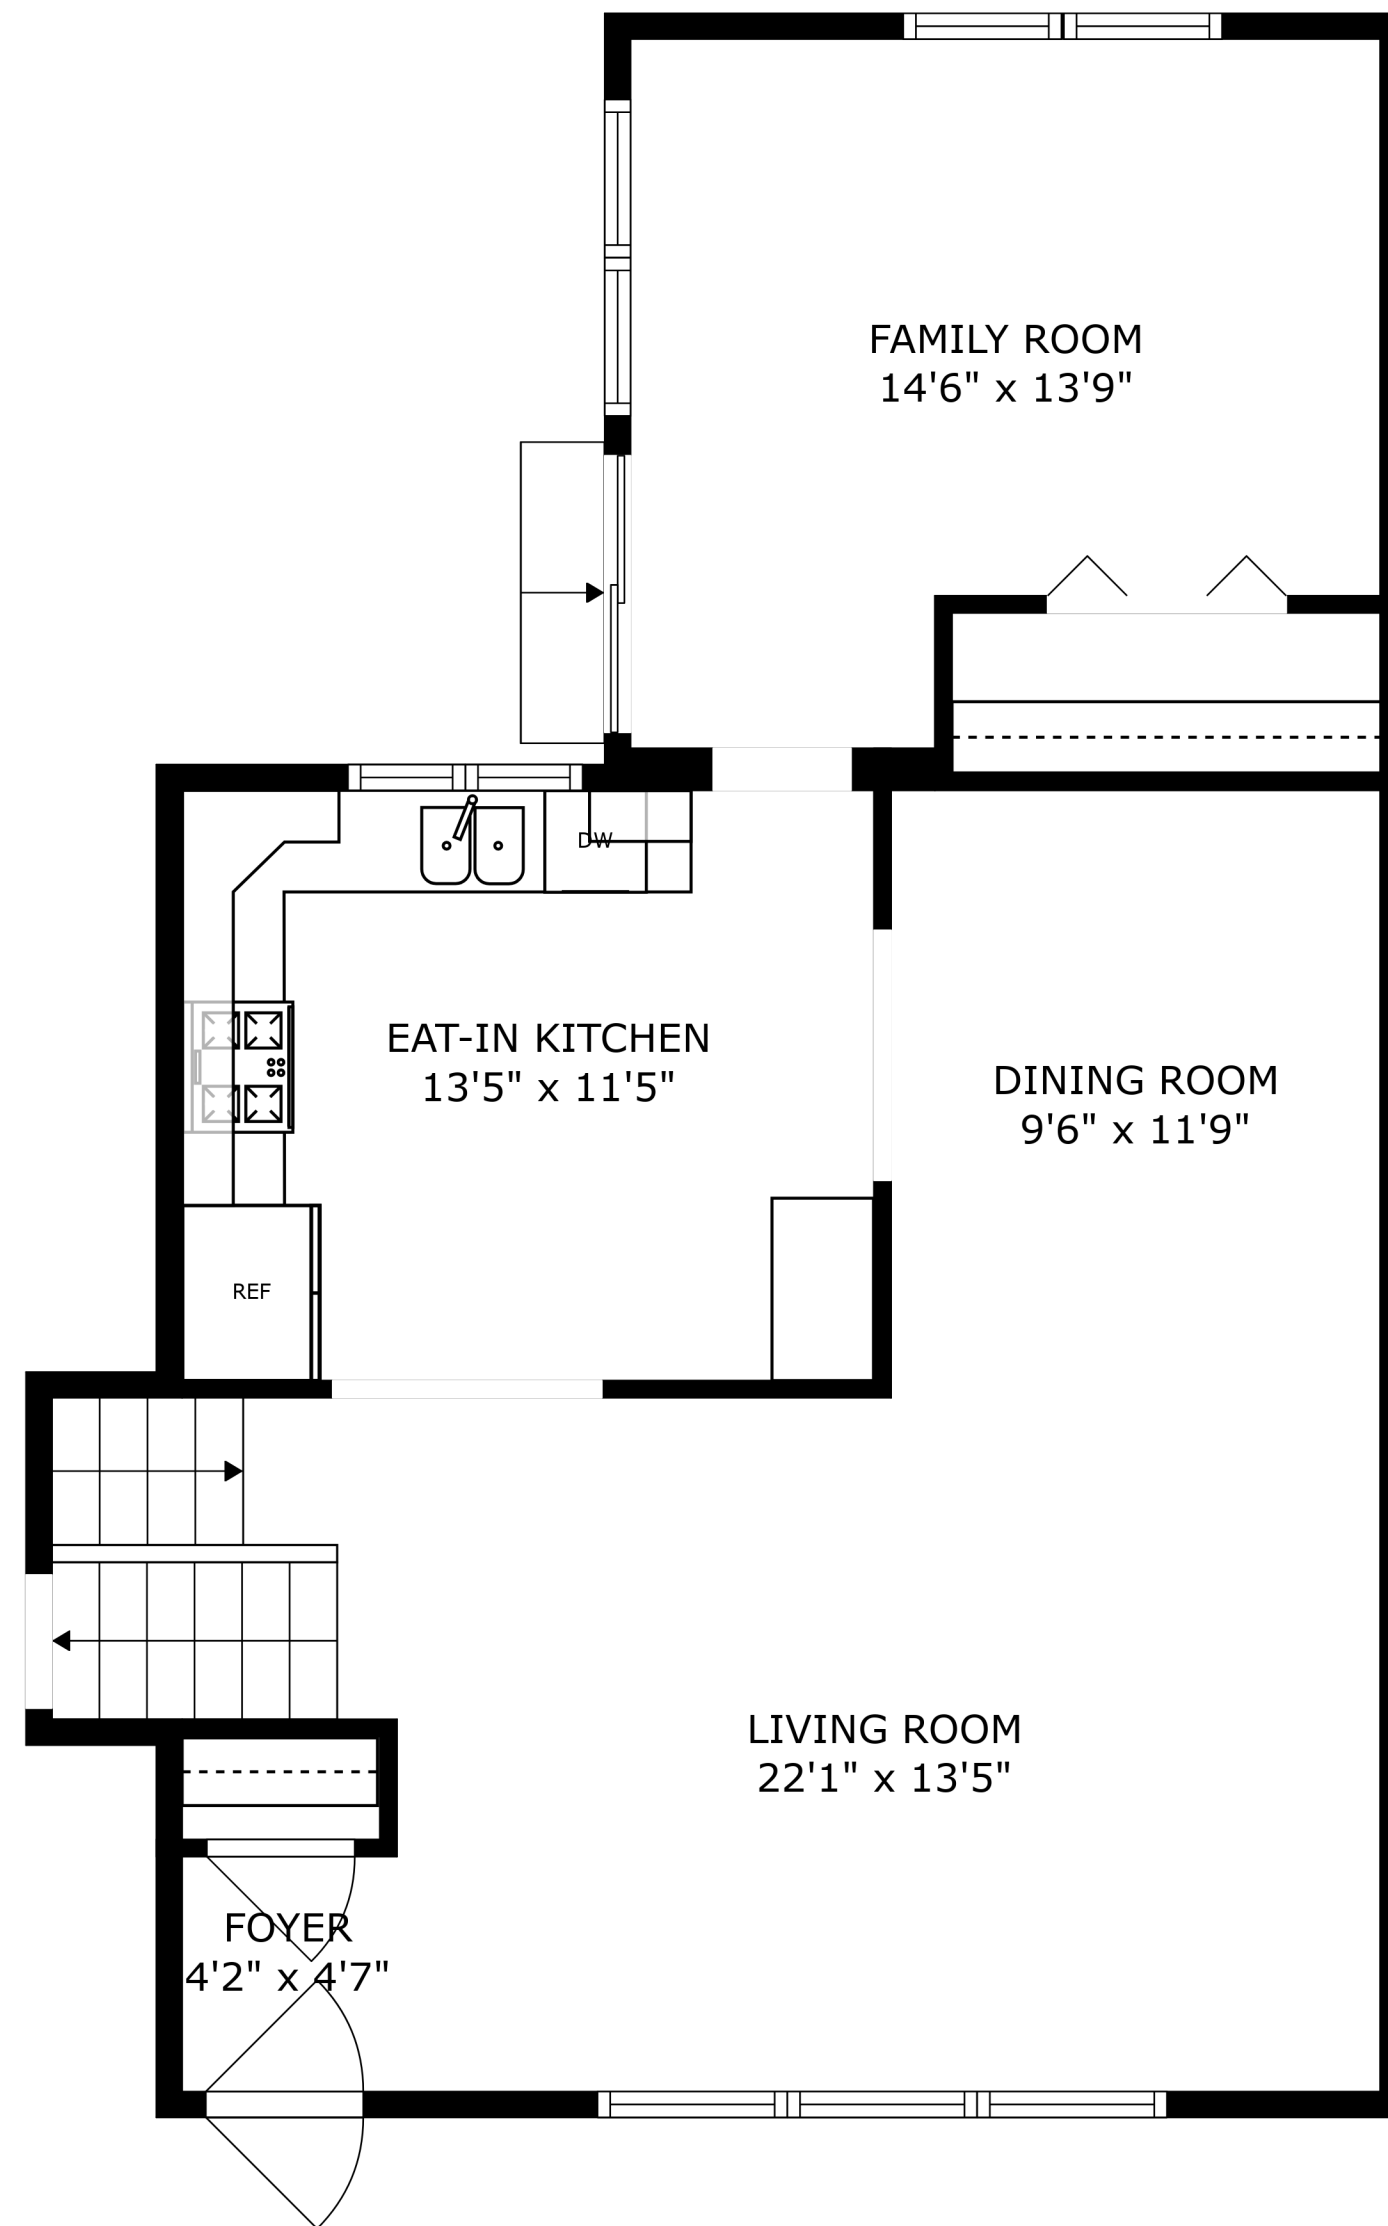 FAMILY ROOM
14'6" x 13'9"
DW
EAT-IN KITCHEN
13'5" x 11'5"
DINING ROOM
9'6" x 11'9"
REF
LIVING ROOM
22'1" x 13'5"
FOYER
4'2" x 4'7"